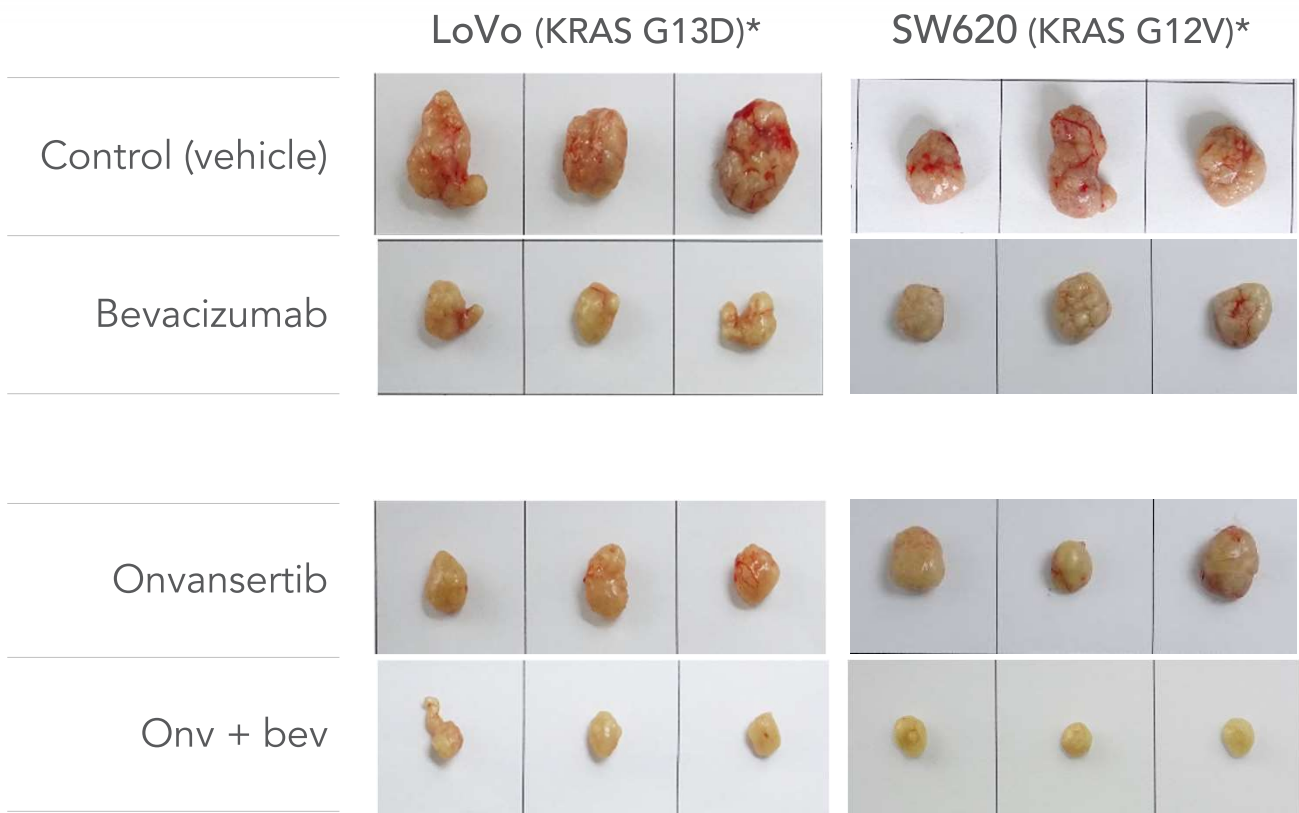 LoVo (KRAS G13D)*
SW620 (KRAS G12V)*
Control (vehicle)
Bevacizumab
Onvansertib
Onv + bev